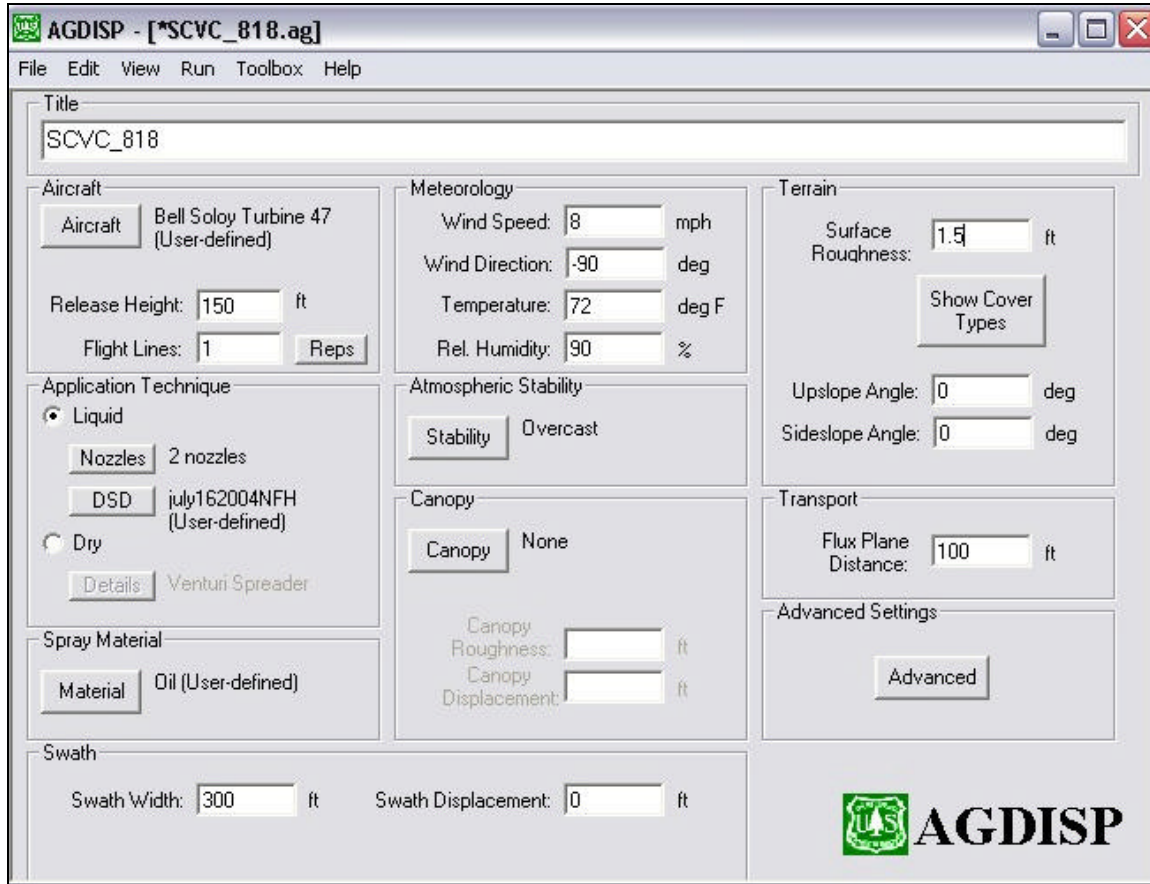 AGDISP - [*SCVC_818.ag]
File Edit View Run Toolbox Help
Title
SCVC_818
Aircraft
Aircraft
Bell Soloy Turbine 47
(User-defined)
Release Height: 150 ft
Flight Lines: 1 Reps
Application Technique
Liquid
Nozzles 2 nozzles
DSD july162004NFH
(User-defined)
Dry
Details Venturi Spreader
Spray Material
Material Oil (User-defined)
Meteorology
Wind Speed: 8 mph
Wind Direction: -90 deg
Temperature: 72 deg F
Rel. Humidity: 90 %
Atmospheric Stability
Stability Overcast
Canopy
Canopy None
Canopy
Roughness: ft
Canopy
Displacement: ft
Terrain
Surface
Roughness: 1.5 ft
Show Cover
Types
Upslope Angle: 0 deg
Sideslope Angle: 0 deg
Transport
Flux Plane
Distance: 100 ft
Advanced Settings
Advanced
Swath
Swath Width: 300 ft Swath Displacement: 0 ft
U S
AGDISP